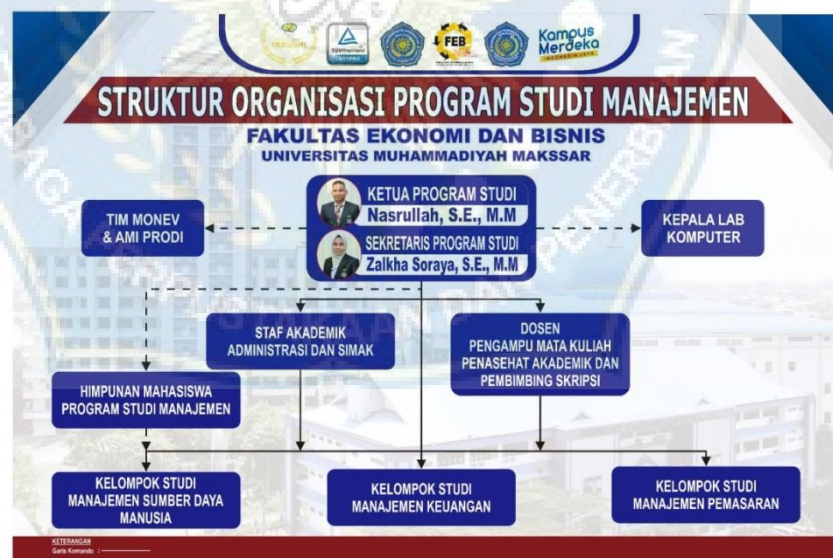 FEB
Kampus
Merdeka
INDONESIA JAYA
STRUKTUR ORGANISASI PROGRAM STUDI MANAJEMEN
FAKULTAS EKONOMI DAN BISNIS
UNIVERSITAS MUHAMMADIYAH MAKSSAR
KETUA PROGRAM STUDI
Nasrullah, S.E., M.M
SEKRETARIS PROGRAM STUDI
Zalkha Soraya, S.E., M.M
TIM MONEV
& AMI PRODI
KEPALA LAB
KOMPUTER
STAF AKADEMIK
ADMINISTRASI DAN SIMAK
DOSEN
PENGAMPU MATA KULIAH
PENASEHAT AKADEMIK DAN
PEMBIMBING SKRIPSI
HIMPUNAN MAHASISWA
PROGRAM STUDI MANAJEMEN
KELOMPOK STUDI
MANAJEMEN SUMBER DAYA
MANUSIA
KELOMPOK STUDI
MANAJEMEN KEUANGAN
KELOMPOK STUDI
MANAJEMEN PEMASARAN
KETERANGAN
Garis Komando :